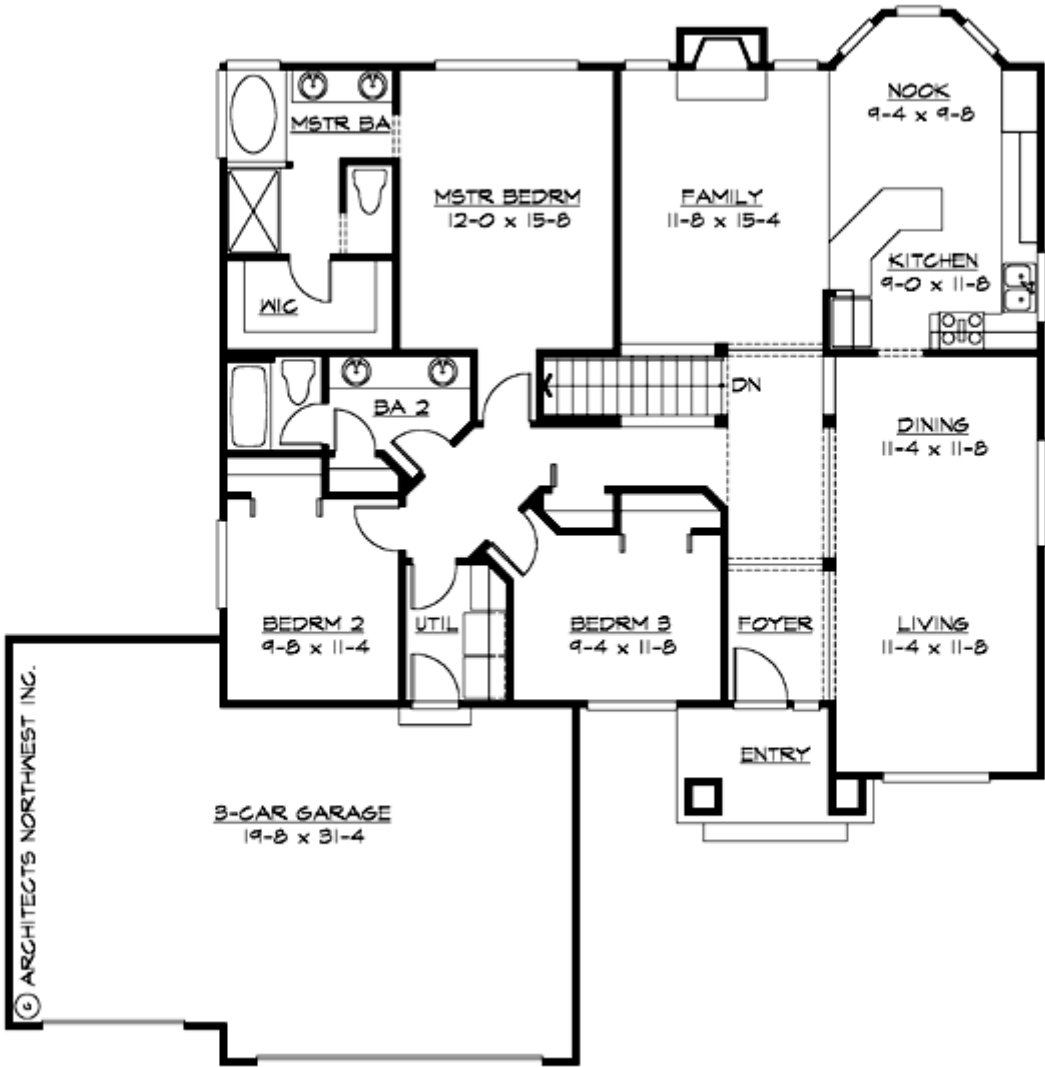 NOOK
9-4 x 9-8
MSTR BA
MSTR BEDRM
12-0 x 15-8
FAMILY
11-8 x 15-4
KITCHEN
9-0 x 11-8
WIC
DN
BA 2
DINING
11-4 x 11-8
BEDRM 2
9-8 x 11-4
UTIL
BEDRM 3
9-4 x 11-8
FOYER
LIVING
11-4 x 11-8
ENTRY
3-CAR GARAGE
19-8 x 31-4
© ARCHITECTS NORTHWEST INC.